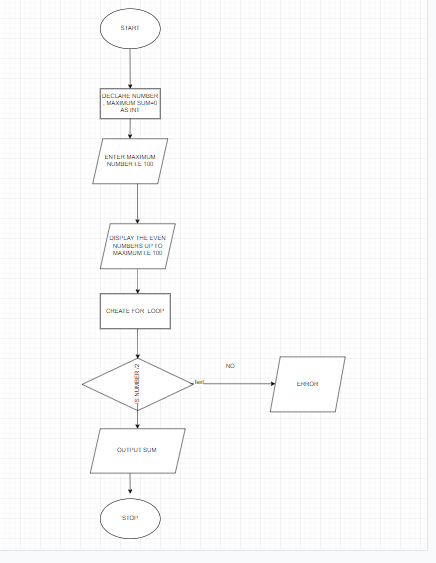 START
DECLARE NUMBER
, MAXIMUM SUM=0
AS INT
ENTER MAXIMUM
NUMBER I.E 100
DISPLAY THE EVEN
NUMBERS UP TO
MAXIMUM I.E 100
CREATE FOR LOOP
IS NUMBER /2
NO
Text
ERROR
OUTPUT SUM
STOP